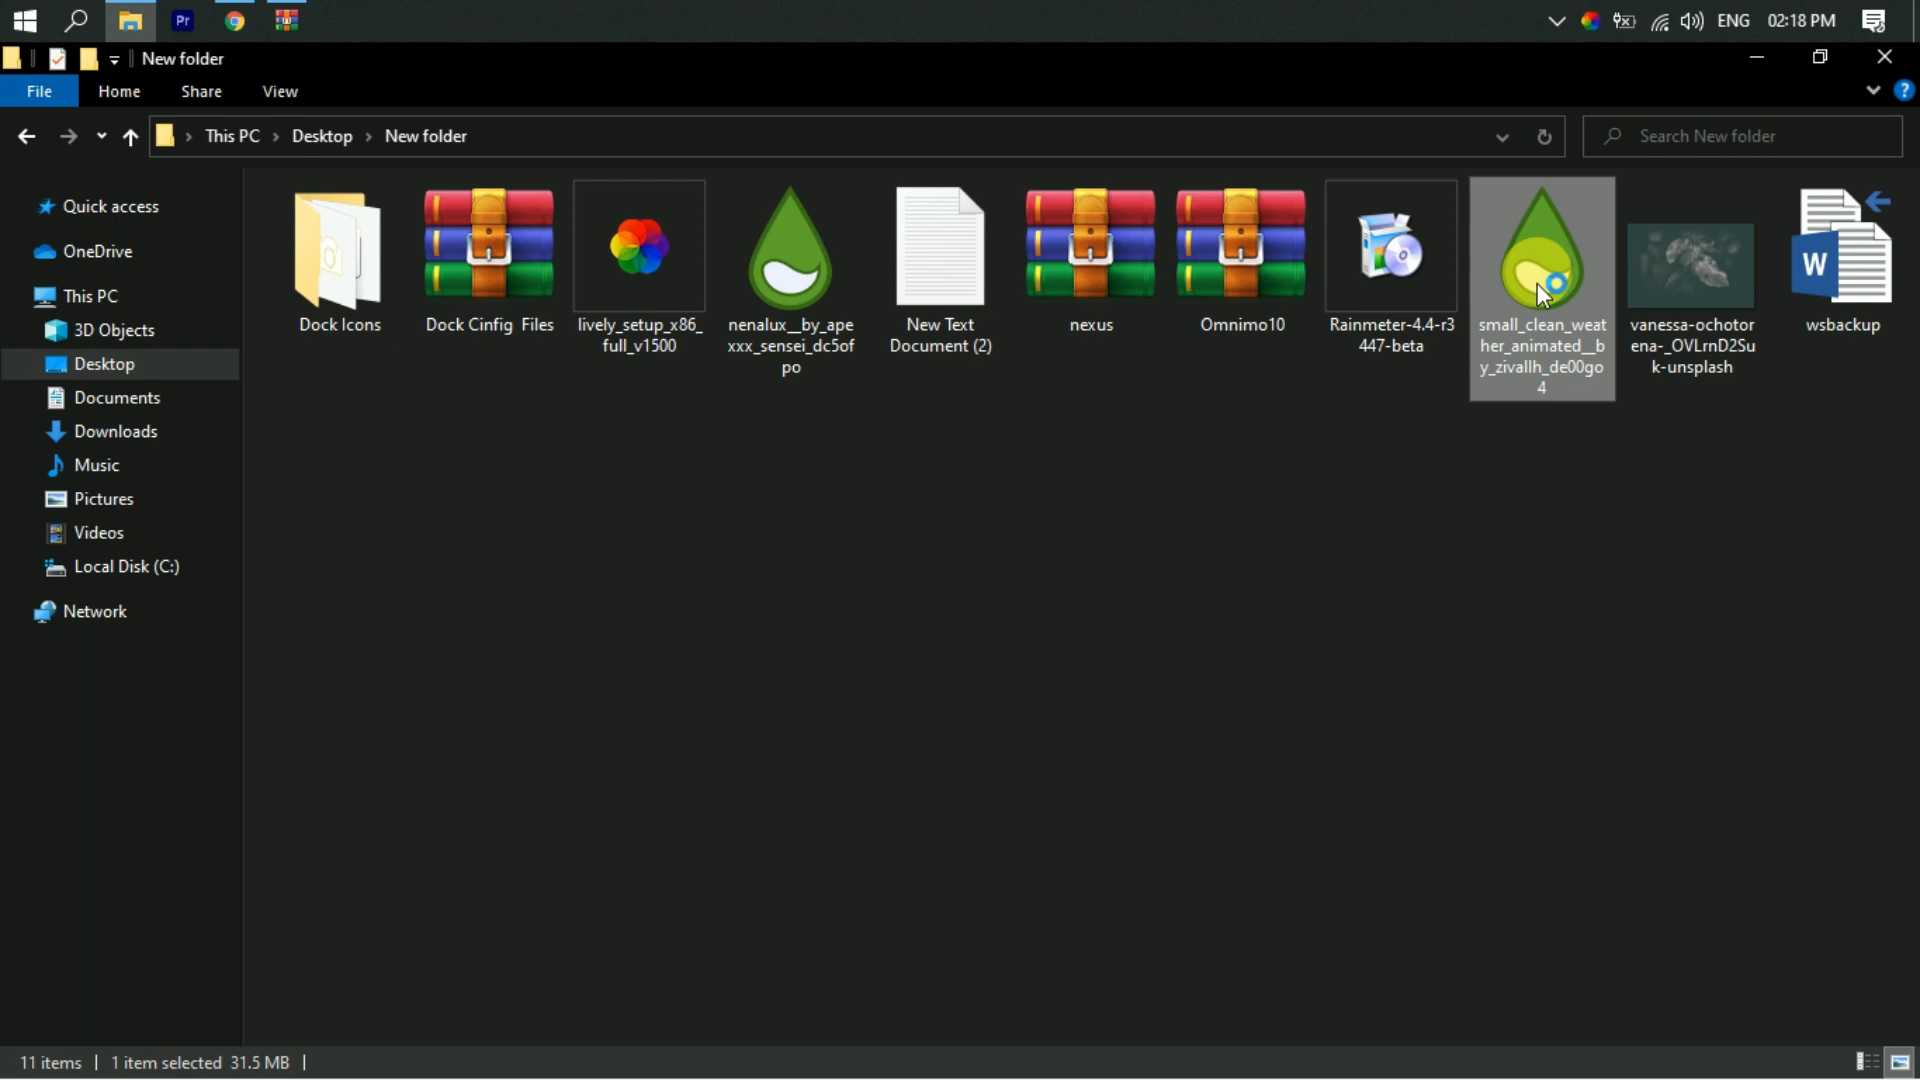 Pr
ENG 02:18 PM
New folder
File Home Share View
This PC Desktop New folder
Search New folder
Quick access
OneDrive
This PC
3D Objects
Desktop
Documents
Downloads
Music
Pictures
Videos
Local Disk (C:)
Network
Dock Icons
Dock Cinfig Files
lively_setup_x86_
full_v1500
nenalux__by_ape
xxx_sensei_dc5of
po
New Text
Document (2)
nexus
Omnimo10
Rainmeter-4.4-r3
447-beta
small_clean_weat
her_animated__b
y_zivallh_de00go
4
vanessa-ochotor
ena-_OVLrnD2Su
k-unsplash
W
wsbackup
11 items 1 item selected 31.5 MB